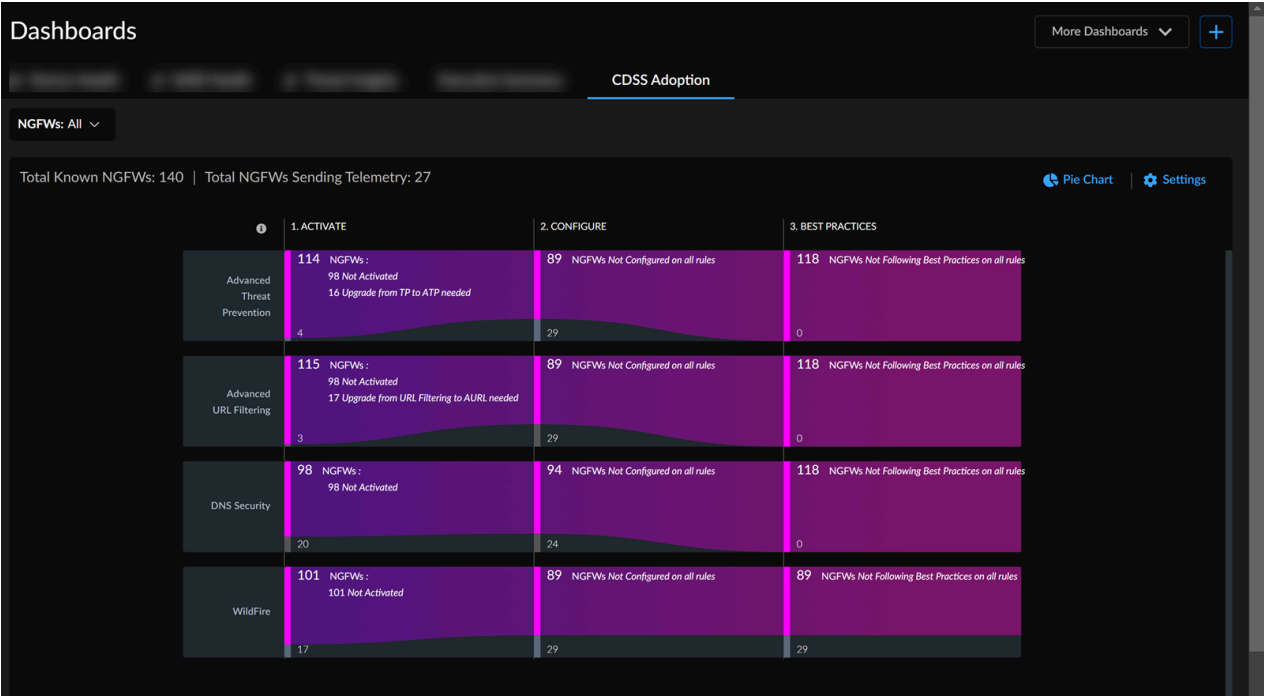 Dashboards
More Dashboards
CDSS Adoption
NGFWs: All
Total Known NGFWs: 140 | Total NGFWs Sending Telemetry: 27
Pie Chart | Settings
1. ACTIVATE
2. CONFIGURE
3. BEST PRACTICES
Advanced
Threat
Prevention
114 NGFWs :
98 Not Activated
16 Upgrade from TP to ATP needed
4
89 NGFWs Not Configured on all rules
29
118 NGFWs Not Following Best Practices on all rules
0
Advanced
URL Filtering
115 NGFWs :
98 Not Activated
17 Upgrade from URL Filtering to AURL needed
3
89 NGFWs Not Configured on all rules
29
118 NGFWs Not Following Best Practices on all rules
0
DNS Security
98 NGFWs :
98 Not Activated
20
94 NGFWs Not Configured on all rules
24
118 NGFWs Not Following Best Practices on all rules
0
WildFire
101 NGFWs :
101 Not Activated
17
89 NGFWs Not Configured on all rules
29
89 NGFWs Not Following Best Practices on all rules
29